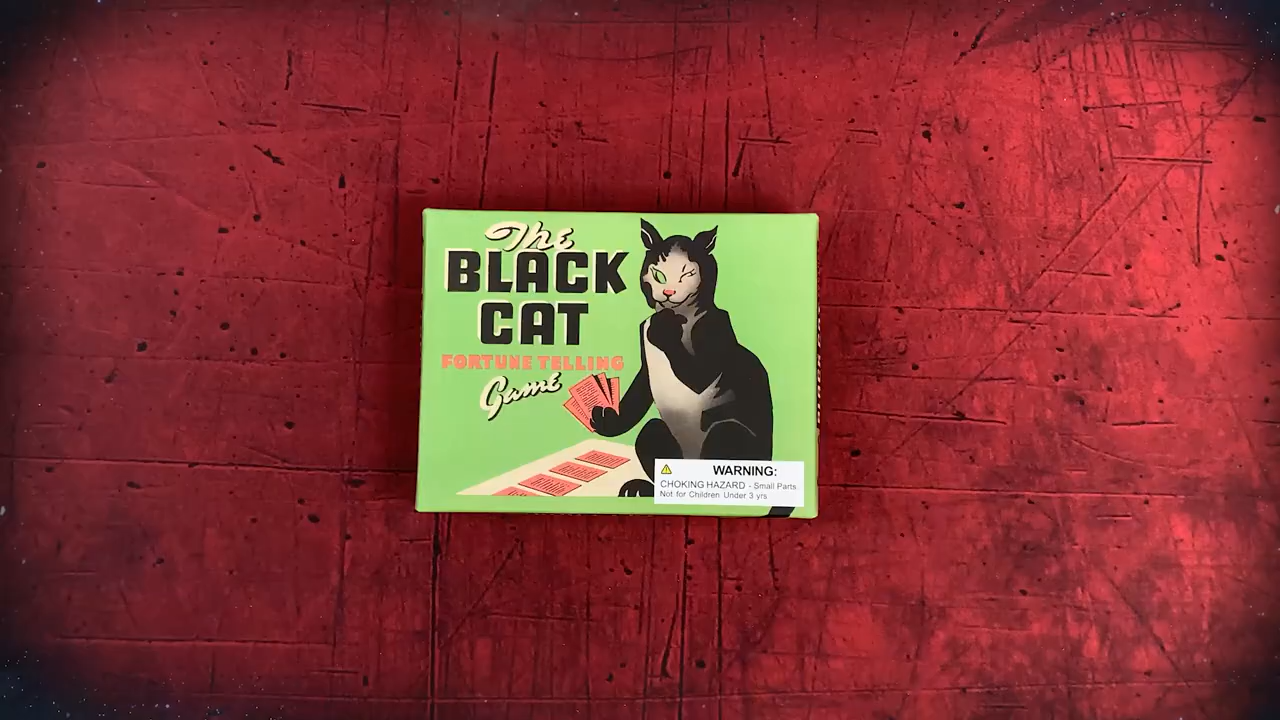 The
BLACK
CAT
FORTUNE TELLING
Game
WARNING:
CHOKING HAZARD - Small Parts
Not for Children Under 3 yrs